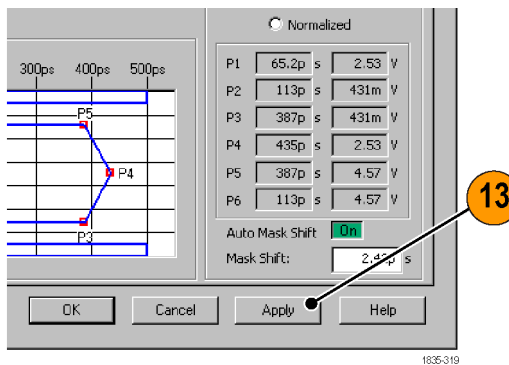 Normalized
300ps 400ps 500ps
P1 65.2p s 2.53 V
P2 113p s 431m V
P3 387p s 431m V
P4 435p s 2.53 V
P5 387p s 4.57 V
P6 113p s 4.57 V
P5
P4
P3
Auto Mask Shift On
Mask Shift: s
13
OK Cancel Apply Help
1835-319